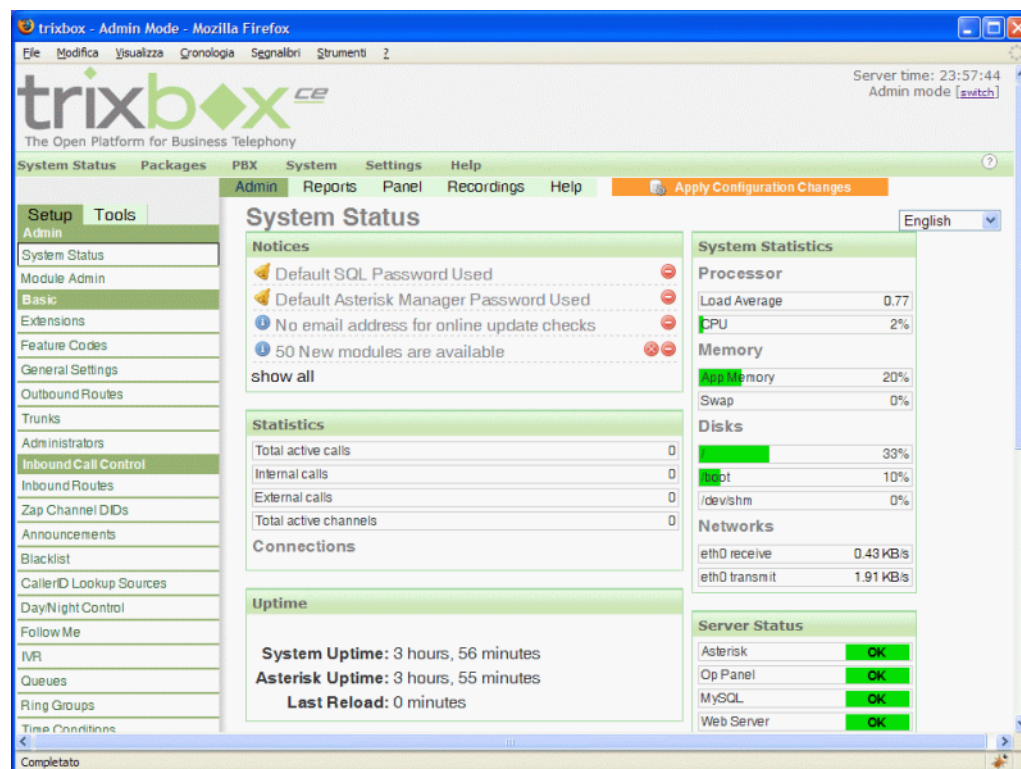 trixbox - Admin Mode - Mozilla Firefox
File Modifica Visualizza Cronologia Segnalibri Strumenti ?
Server time: 23:57:44
Admin mode [switch]
trixbox ce
The Open Platform for Business Telephony
System Status Packages PBX System Settings Help ?
Admin Reports Panel Recordings Help Apply Configuration Changes
Setup Tools
English
Admin
System Status
Module Admin
Basic
Extensions
Feature Codes
General Settings
Outbound Routes
Trunks
Administrators
Inbound Call Control
Inbound Routes
Zap Channel DIDs
Announcements
Blacklist
CallerID Lookup Sources
Day/Night Control
Follow Me
IVR
Queues
Ring Groups
Time Conditions
System Status
Notices
Default SQL Password Used
Default Asterisk Manager Password Used
No email address for online update checks
50 New modules are available
show all
Statistics
Total active calls 0
Internal calls 0
External calls 0
Total active channels 0
Connections
Uptime
System Uptime: 3 hours, 56 minutes
Asterisk Uptime: 3 hours, 55 minutes
Last Reload: 0 minutes
System Statistics
Processor
Load Average 0.77
CPU 2%
Memory
App Memory 20%
Swap 0%
Disks
/ 33%
/boot 10%
/dev/shm 0%
Networks
eth0 receive 0.43 KB/s
eth0 transmit 1.91 KB/s
Server Status
Asterisk OK
Op Panel OK
MySQL OK
Web Server OK
Completato